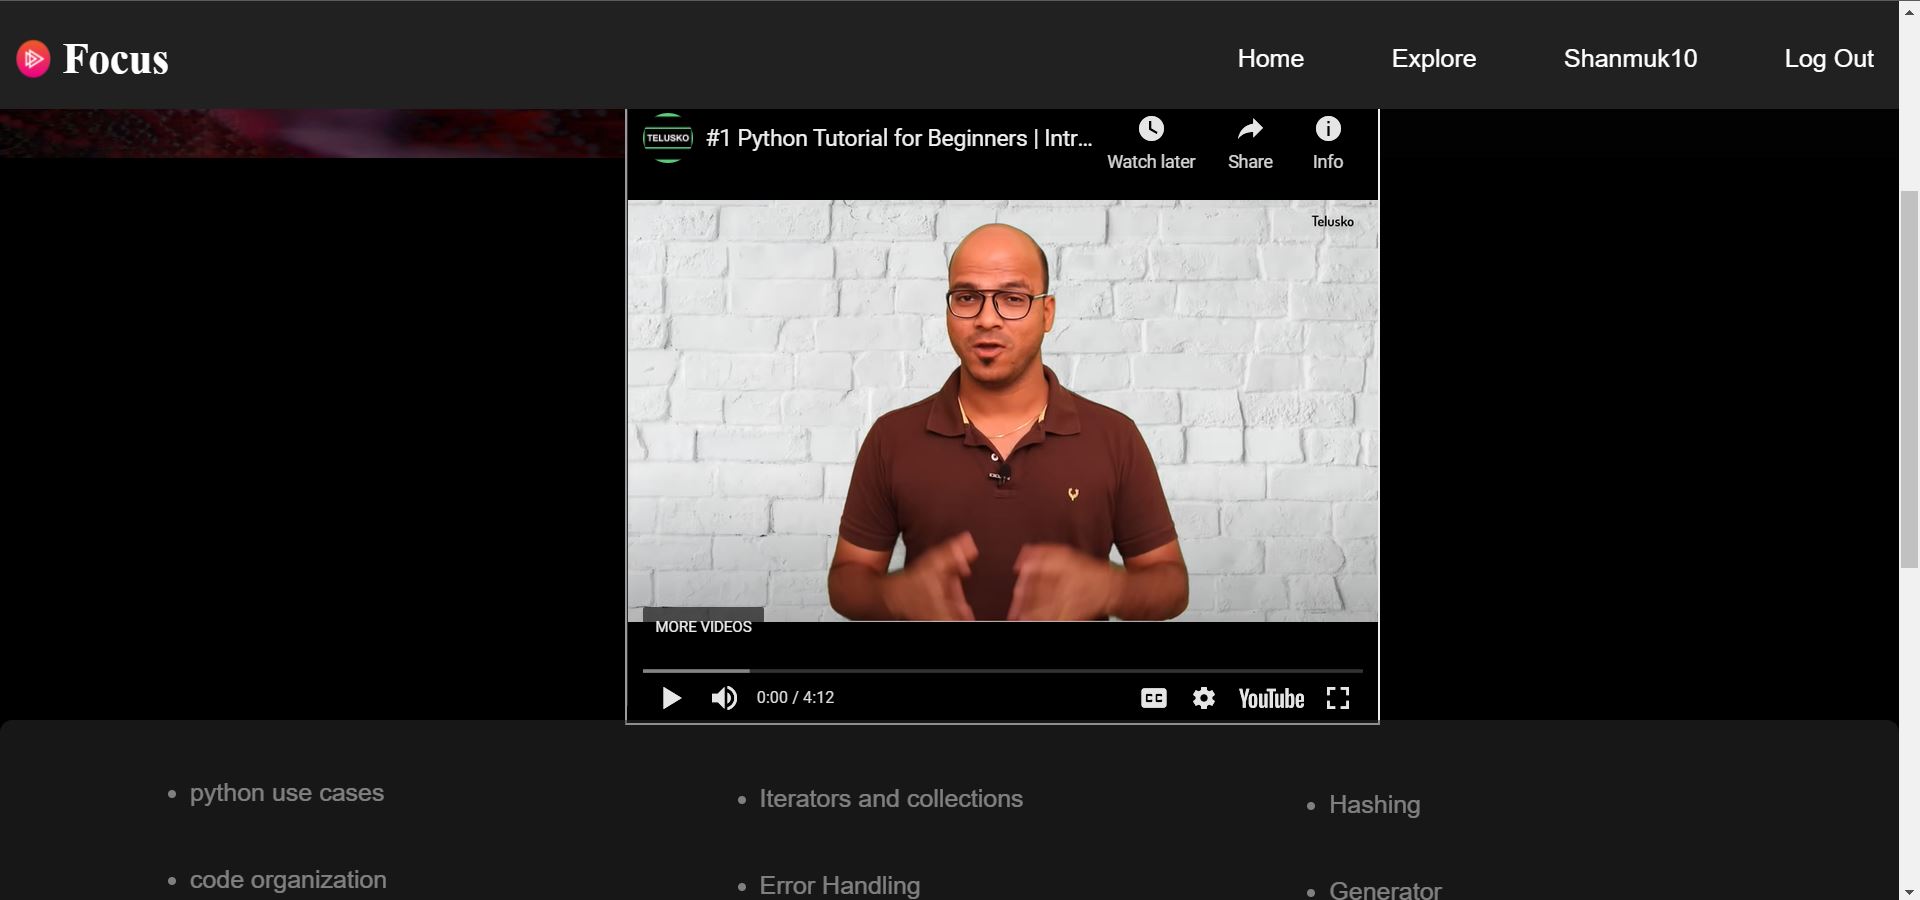 Focus
Home Explore Shanmuk10 Log Out
TELUSKO #1 Python Tutorial for Beginners | Intr...
Watch later Share Info
Telusko
MORE VIDEOS
0:00 / 4:12 CC YouTube
python use cases
Iterators and collections
Hashing
code organization
Error Handling
Generator